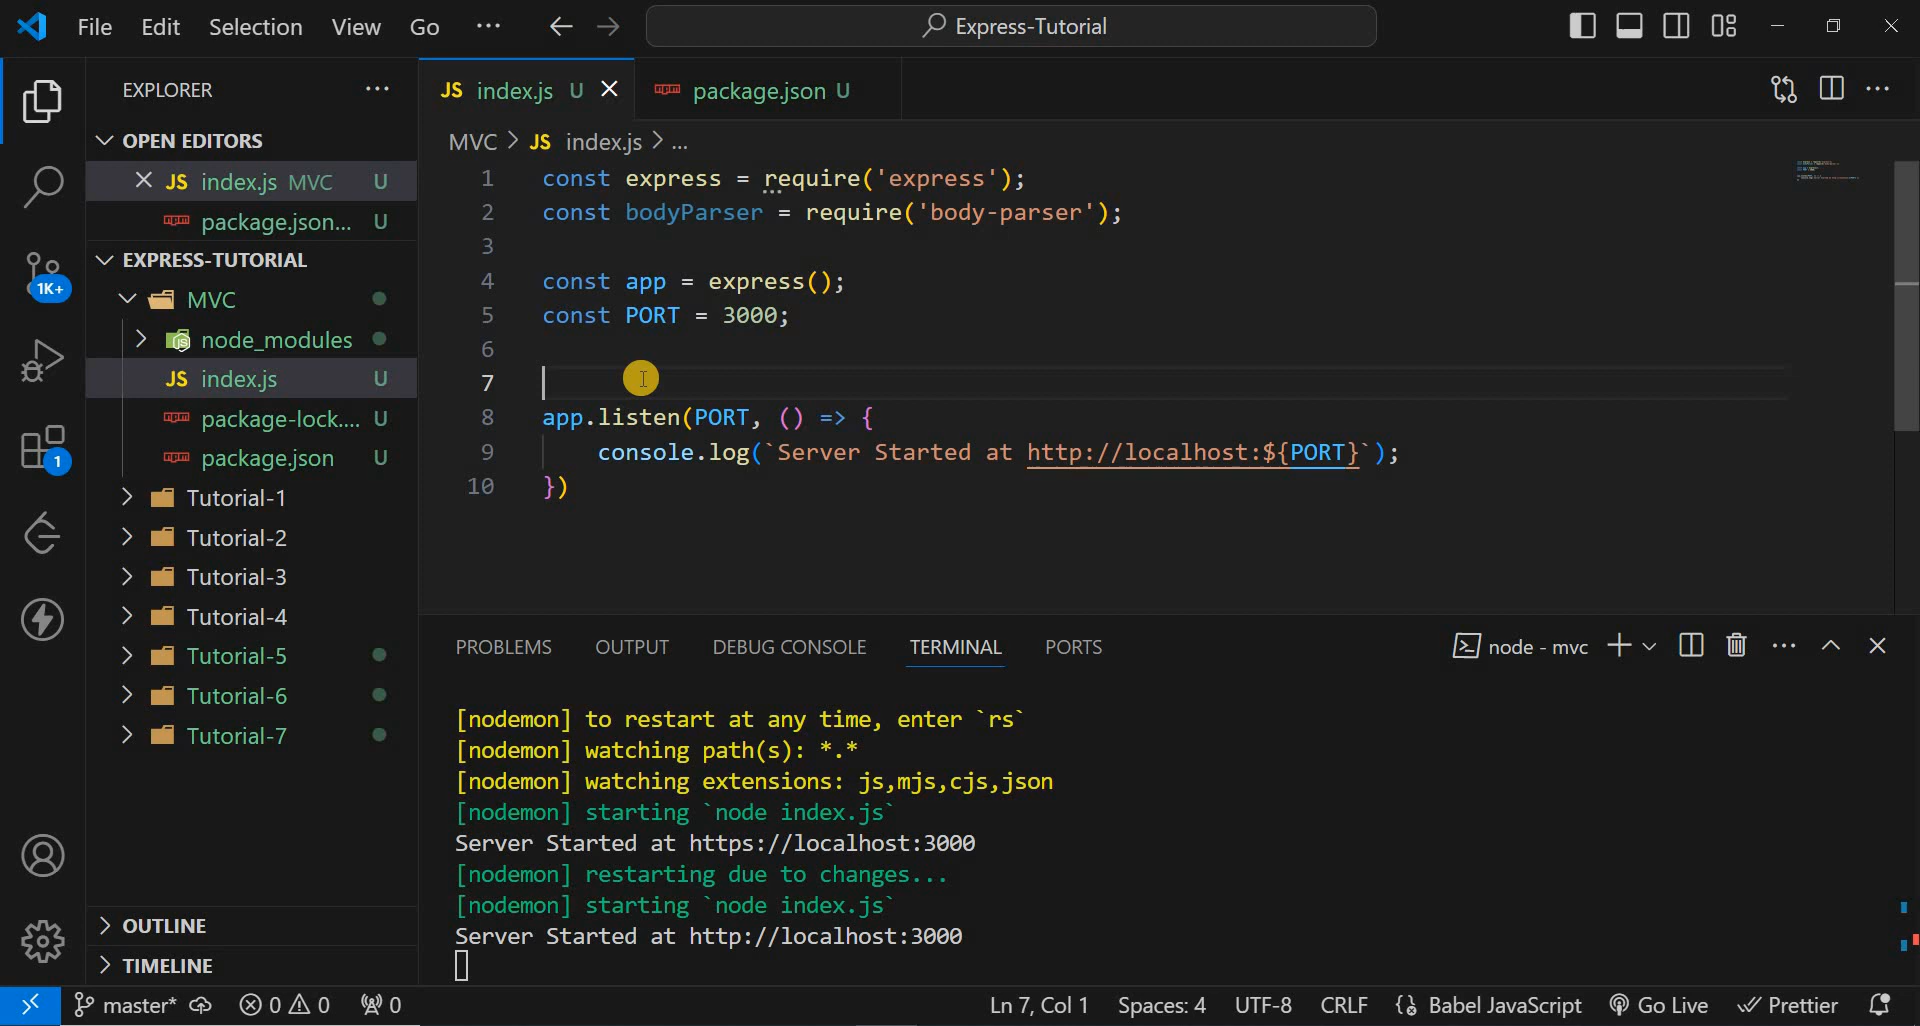 File Edit Selection View Go ··· Express-Tutorial
EXPLORER ···
OPEN EDITORS
JS index.js MVC U
package.json... U
EXPRESS-TUTORIAL
MVC
node_modules
JS index.js U
package-lock.... U
package.json U
Tutorial-1
Tutorial-2
Tutorial-3
Tutorial-4
Tutorial-5
Tutorial-6
Tutorial-7
OUTLINE
TIMELINE
1K+
1
JS index.js U
package.json U
MVC > JS index.js > ...
1 const express = require('express');
2 const bodyParser = require('body-parser');
3
4 const app = express();
5 const PORT = 3000;
6
7
8 app.listen(PORT, () => {
9 console.log(`Server Started at http://localhost:${PORT}`);
10 })
PROBLEMS OUTPUT DEBUG CONSOLE TERMINAL PORTS node - mvc
[nodemon] to restart at any time, enter `rs`
[nodemon] watching path(s): *.*
[nodemon] watching extensions: js,mjs,cjs,json
[nodemon] starting `node index.js`
Server Started at https://localhost:3000
[nodemon] restarting due to changes...
[nodemon] starting `node index.js`
Server Started at http://localhost:3000
master* 0 0 0 Ln 7, Col 1 Spaces: 4 UTF-8 CRLF {} Babel JavaScript Go Live Prettier